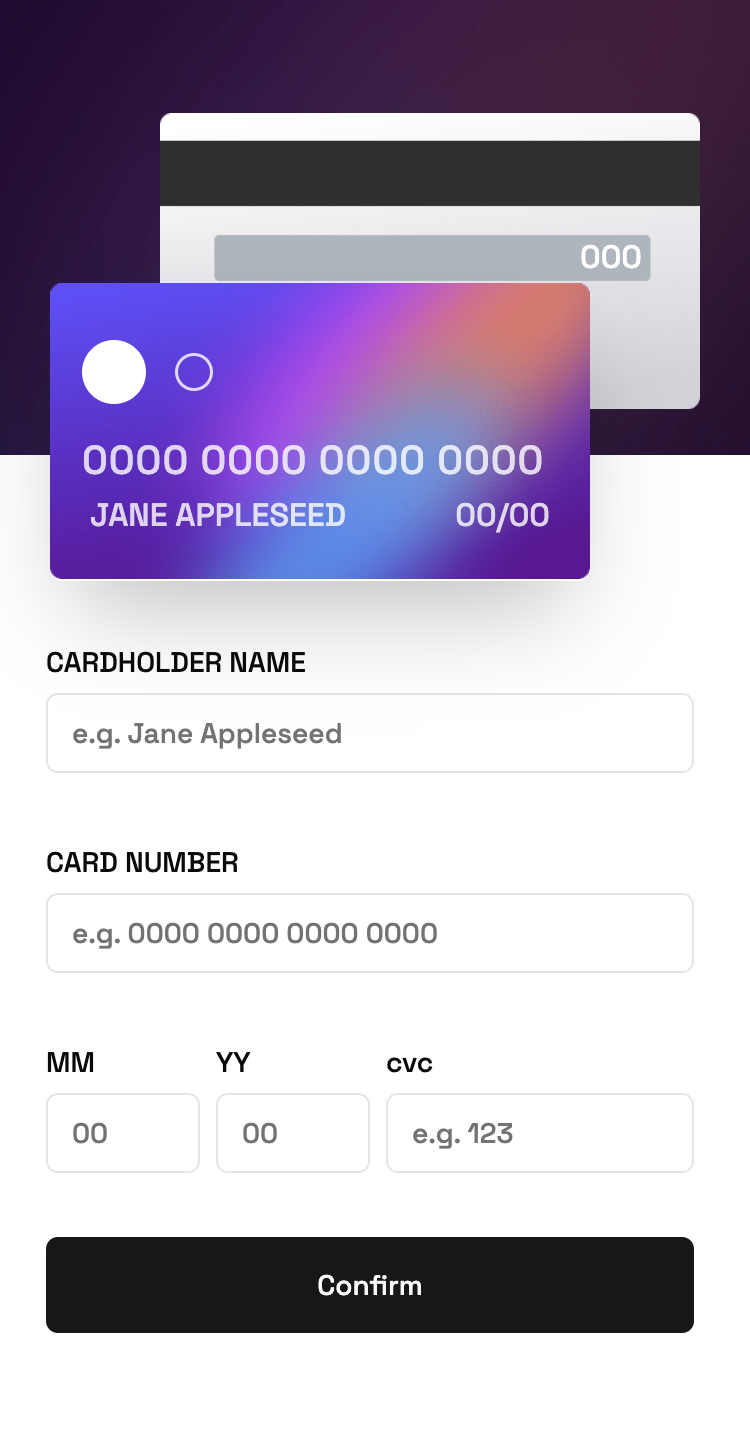 000
0000 0000 0000 0000
JANE APPLESEED 00/00
CARDHOLDER NAME
e.g. Jane Appleseed
CARD NUMBER
e.g. 0000 0000 0000 0000
MM YY cvc
00 00 e.g. 123
Confirm